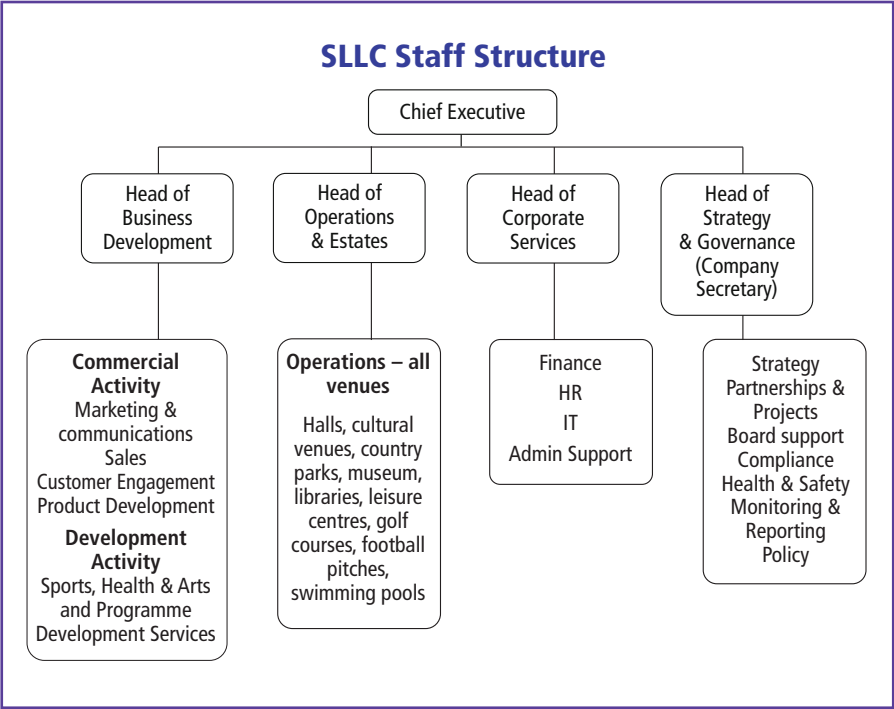 SLLC Staff Structure
Chief Executive
Head of
Business
Development
Head of
Operations
& Estates
Head of
Corporate
Services
Head of
Strategy
& Governance
(Company
Secretary)
Commercial
Activity
Marketing &
communications
Sales
Customer Engagement
Product Development
Development
Activity
Sports, Health & Arts
and Programme
Development Services
Operations – all
venues
Halls, cultural
venues, country
parks, museum,
libraries, leisure
centres, golf
courses, football
pitches,
swimming pools
Finance
HR
IT
Admin Support
Strategy
Partnerships &
Projects
Board support
Compliance
Health & Safety
Monitoring &
Reporting
Policy